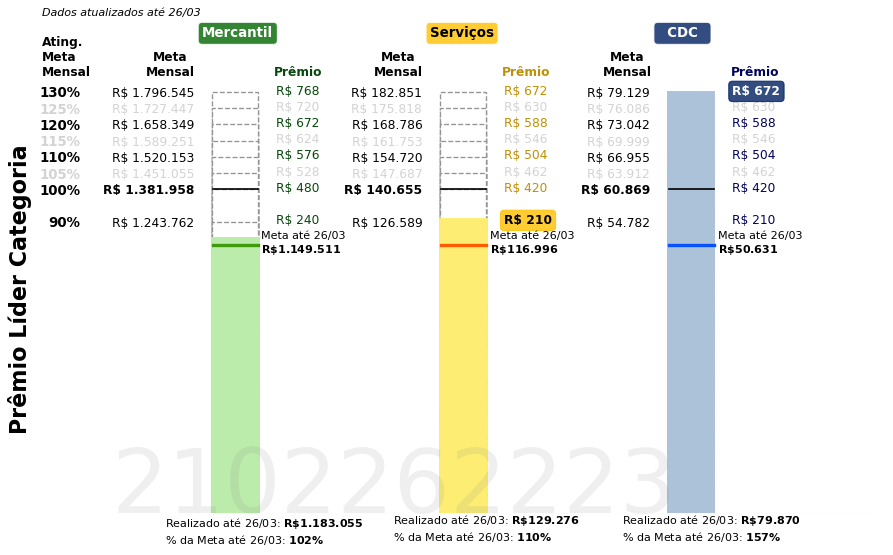 Dados atualizados até 26/03
Mercantil Serviços CDC
Ating. Meta Mensal Meta Mensal Prêmio Meta Mensal Prêmio Meta Mensal Prêmio
130% R$ 1.796.545 R$ 768 R$ 182.851 R$ 672 R$ 79.129 R$ 672
125% R$ 1.727.447 R$ 720 R$ 175.818 R$ 630 R$ 76.086 R$ 630
120% R$ 1.658.349 R$ 672 R$ 168.786 R$ 588 R$ 73.042 R$ 588
115% R$ 1.589.251 R$ 624 R$ 161.753 R$ 546 R$ 69.999 R$ 546
110% R$ 1.520.153 R$ 576 R$ 154.720 R$ 504 R$ 66.955 R$ 504
105% R$ 1.451.055 R$ 528 R$ 147.687 R$ 462 R$ 63.912 R$ 462
100% R$ 1.381.958 R$ 480 R$ 140.655 R$ 420 R$ 60.869 R$ 420
90% R$ 1.243.762 R$ 240 R$ 126.589 R$ 210 R$ 54.782 R$ 210
Meta até 26/03 Meta até 26/03 Meta até 26/03
R$1.149.511 R$116.996 R$50.631
Prêmio Líder Categoria
2102262223
Realizado até 26/03: R$1.183.055 Realizado até 26/03: R$129.276 Realizado até 26/03: R$79.870
% da Meta até 26/03: 102% % da Meta até 26/03: 110% % da Meta até 26/03: 157%